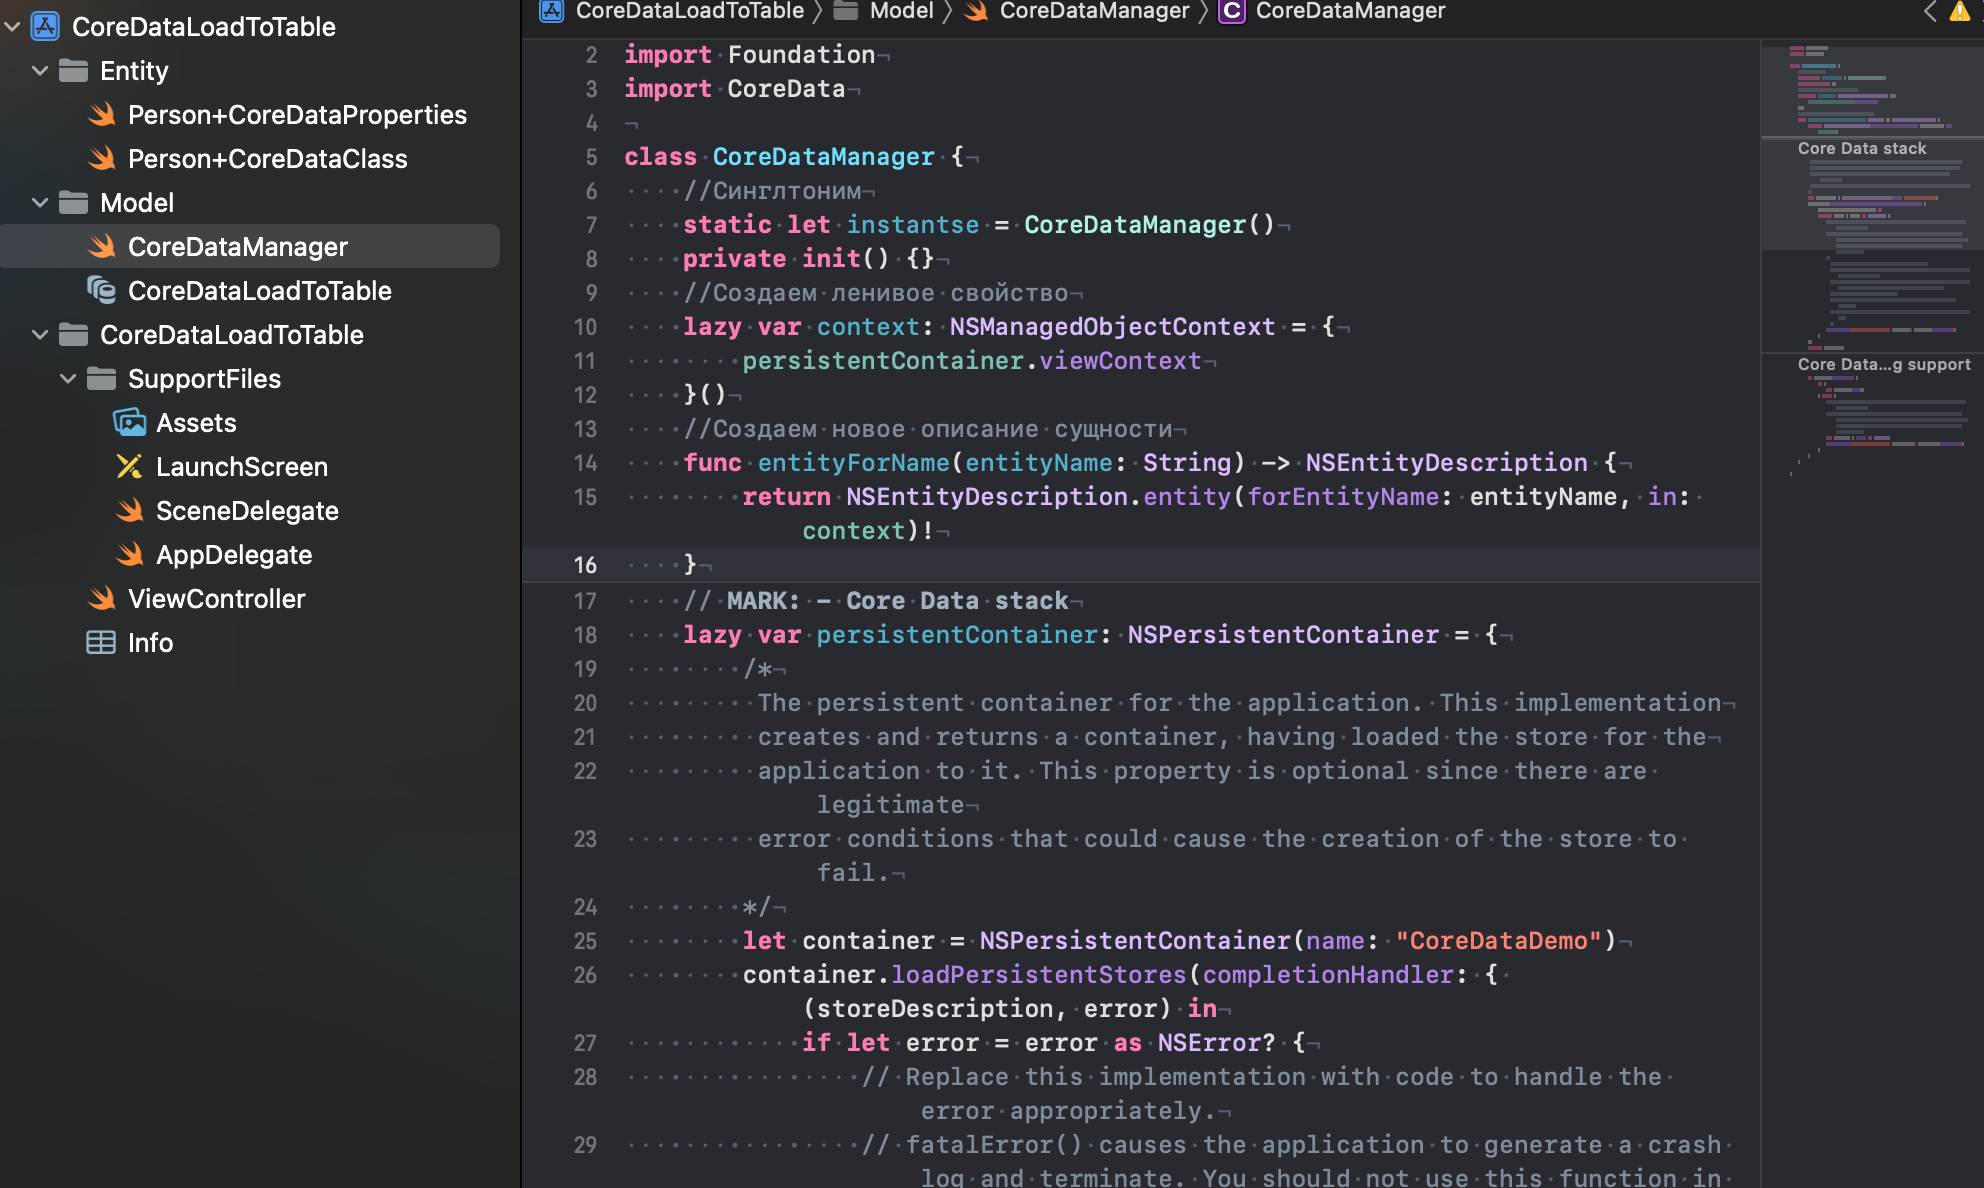 CoreDataLoadToTable
Entity
Person+CoreDataProperties
Person+CoreDataClass
Model
CoreDataManager
CoreDataLoadToTable
CoreDataLoadToTable
SupportFiles
Assets
LaunchScreen
SceneDelegate
AppDelegate
ViewController
Info
CoreDataLoadToTable 〉 Model 〉 CoreDataManager 〉 C CoreDataManager
2 import Foundation
3 import CoreData
4
5 class CoreDataManager {
6 //Синглтоним
7 static let instantse = CoreDataManager()
8 private init() {}
9 //Создаем ленивое свойство
10 lazy var context: NSManagedObjectContext = {
11 persistentContainer.viewContext
12 }()
13 //Создаем новое описание сущности
14 func entityForName(entityName: String) -> NSEntityDescription {
15 return NSEntityDescription.entity(forEntityName: entityName, in:
context)!
16 }
17 // MARK: - Core Data stack
18 lazy var persistentContainer: NSPersistentContainer = {
19 /*
20 The persistent container for the application. This implementation
21 creates and returns a container, having loaded the store for the
22 application to it. This property is optional since there are
legitimate
23 error conditions that could cause the creation of the store to
fail.
24 */
25 let container = NSPersistentContainer(name: "CoreDataDemo")
26 container.loadPersistentStores(completionHandler: {
(storeDescription, error) in
27 if let error = error as NSError? {
28 // Replace this implementation with code to handle the
error appropriately.
29 // fatalError() causes the application to generate a crash
log and terminate. You should not use this function in
Core Data stack
Core Data...g support